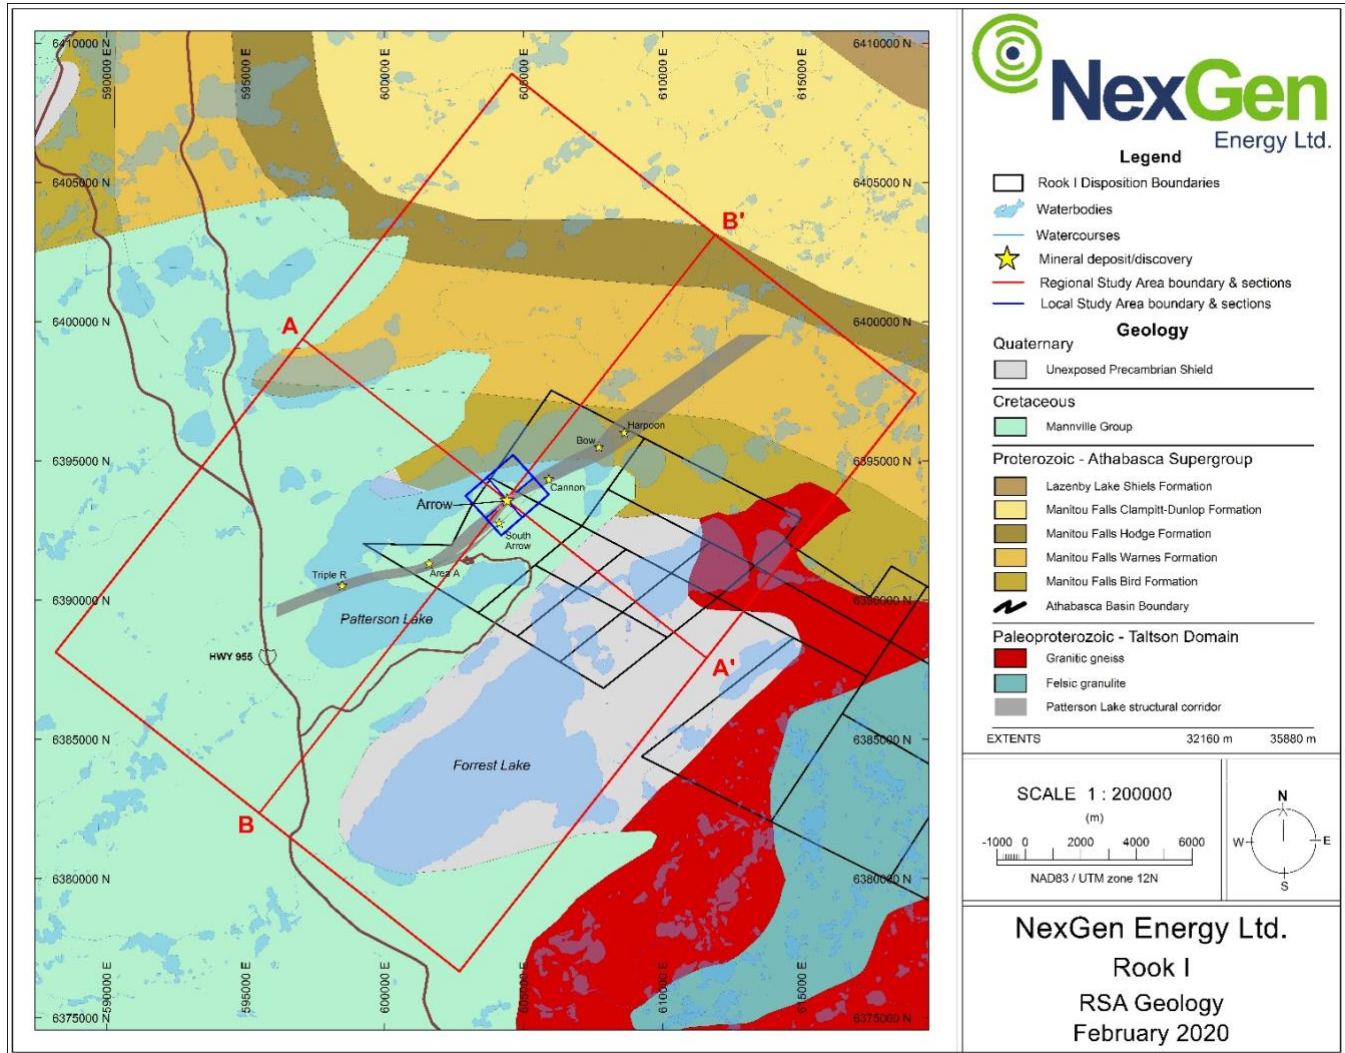 590000 E
595000 E
600000 E
605000 E
610000 E
615000 E
6410000 N
6410000 N
6405000 N
6405000 N
B'
6400000 N
6400000 N
A
Harpoon
Bow
6395000 N
6395000 N
Cannon
Arrow
South
Arrow
Area A
Triple R
6390000 N
6390000 N
Patterson Lake
HWY 955
A'
6385000 N
6385000 N
Forrest Lake
B
6380000 N
6380000 N
590000 E
595000 E
600000 E
605000 E
610000 E
615000 E
6375000 N
6375000 N
NexGen
Energy Ltd.
Legend
Rook I Disposition Boundaries
Waterbodies
Watercourses
Mineral deposit/discovery
Regional Study Area boundary & sections
Local Study Area boundary & sections
Geology
Quaternary
Unexposed Precambrian Shield
Cretaceous
Mannville Group
Proterozoic - Athabasca Supergroup
Lazenby Lake Shiels Formation
Manitou Falls Clampitt-Dunlop Formation
Manitou Falls Hodge Formation
Manitou Falls Warnes Formation
Manitou Falls Bird Formation
Athabasca Basin Boundary
Paleoproterozoic - Taltson Domain
Granitic gneiss
Felsic granulite
Patterson Lake structural corridor
EXTENTS 32160 m 35880 m
SCALE 1 : 200000
(m)
-1000 0 2000 4000 6000
NAD83 / UTM zone 12N
N
W E
S
NexGen Energy Ltd.
Rook I
RSA Geology
February 2020